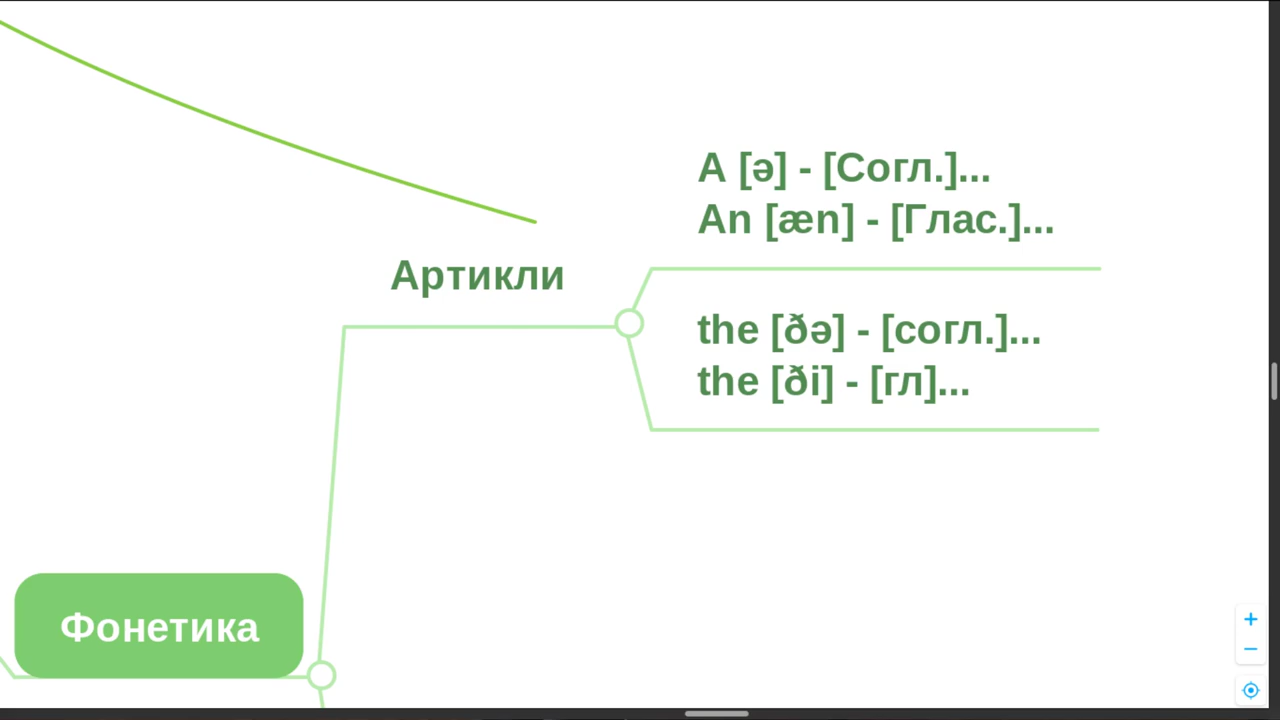 A [ə] - [Согл.]...
An [æn] - [Глас.]...
Артикли
the [ðə] - [согл.]...
the [ði] - [гл]...
Фонетика